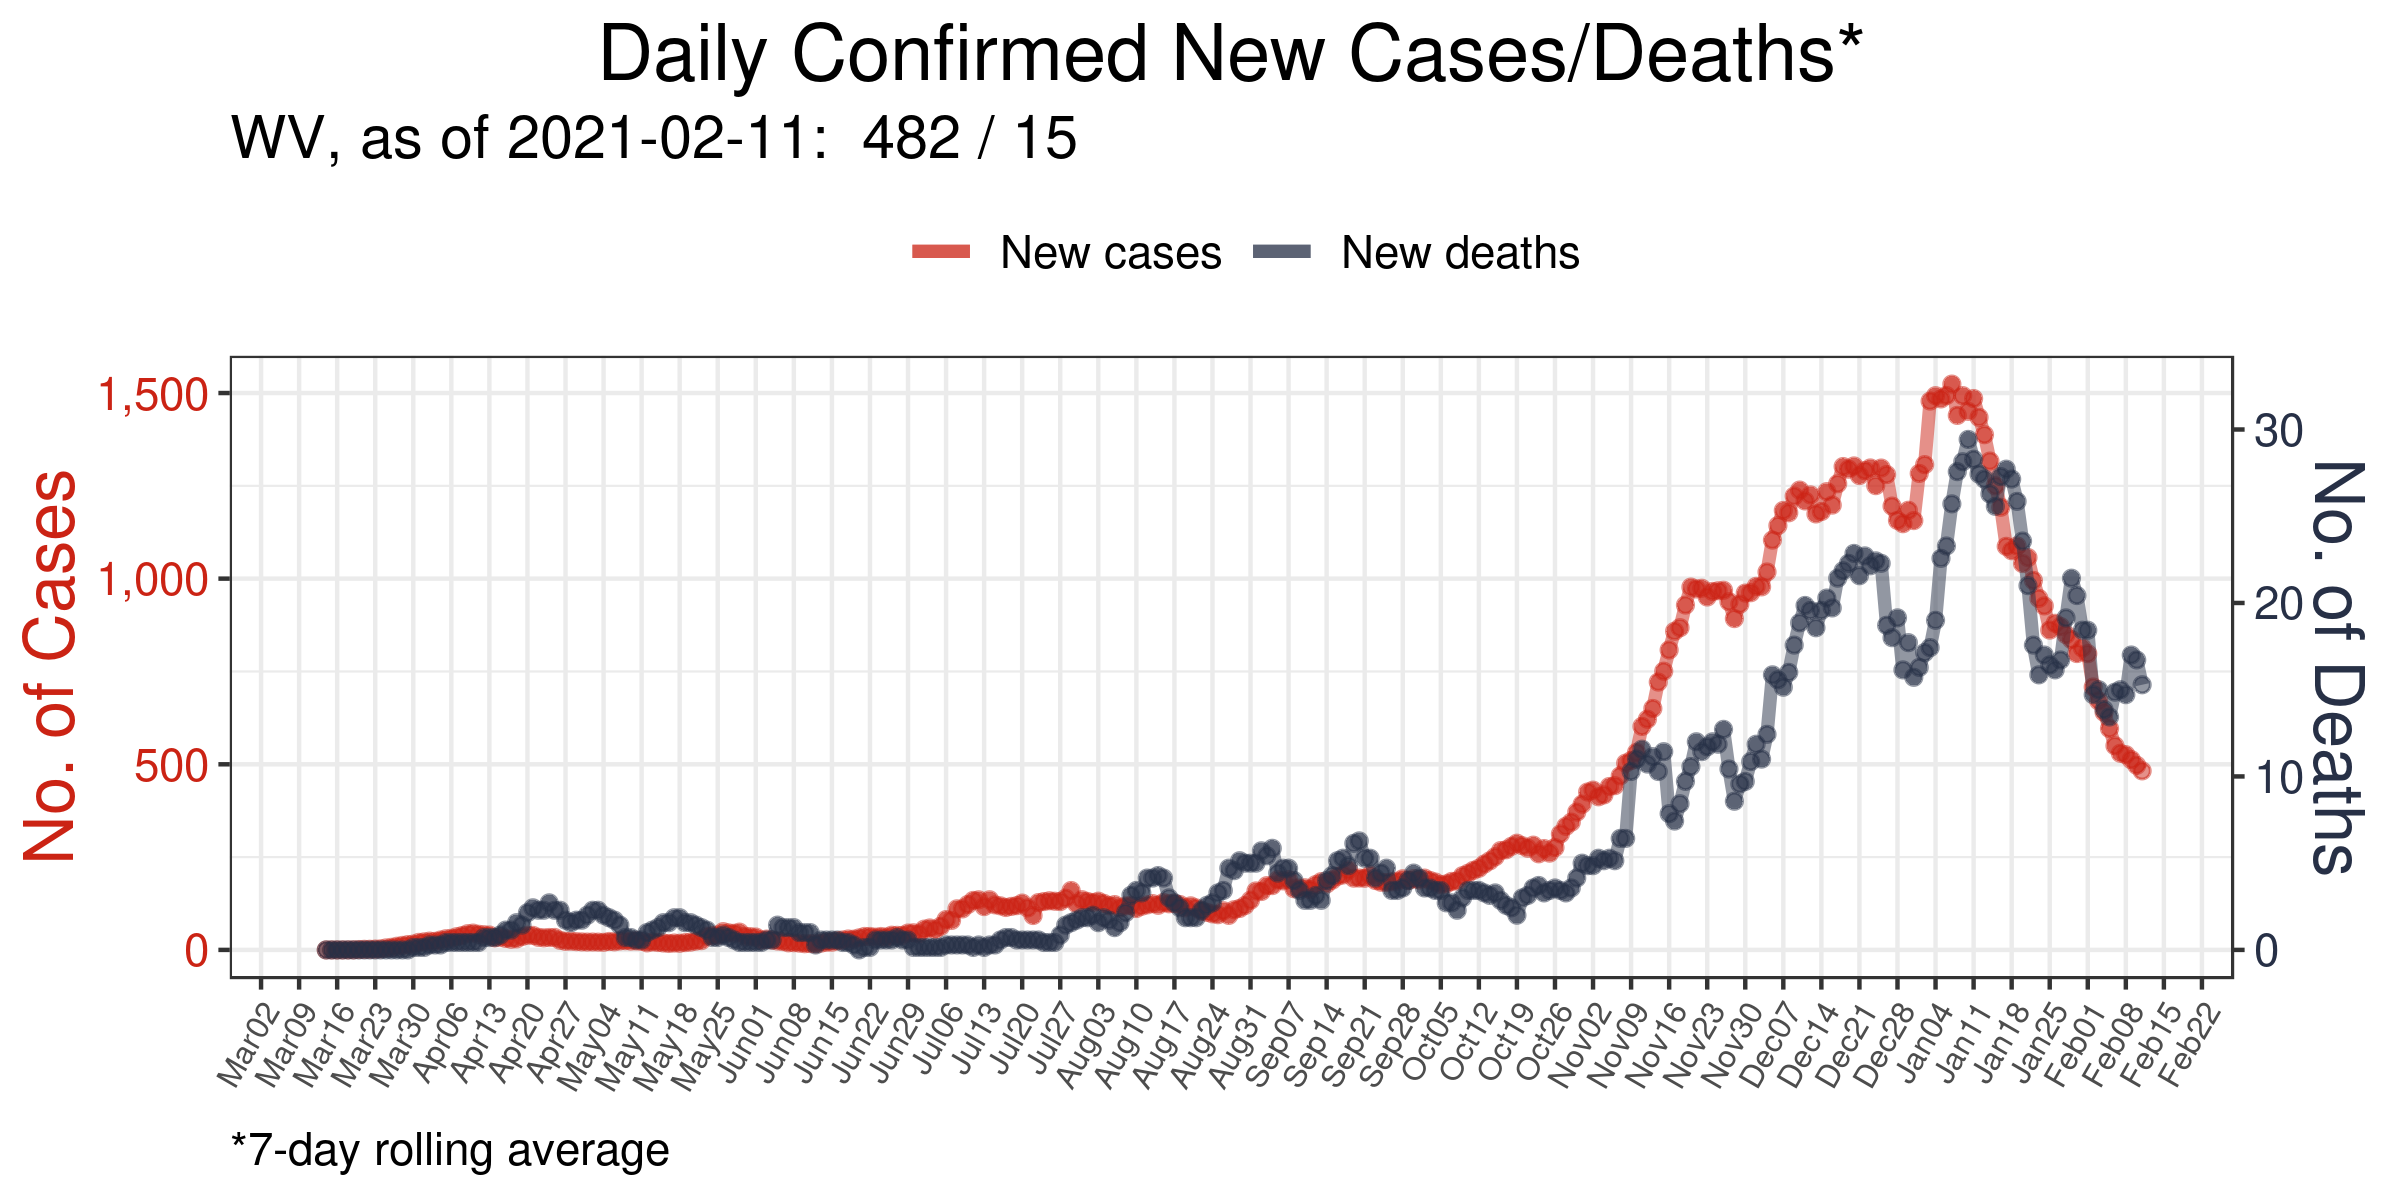 Daily Confirmed New Cases/Deaths*
WV, as of 2021-02-11: 482 / 15
New cases New deaths
No. of Cases
1,500
1,000
500
0
30
20
10
0
No. of Deaths
Mar02 Mar09 Mar16 Mar23 Mar30 Apr06 Apr13 Apr20 Apr27 May04 May11 May18 May25 Jun01 Jun08 Jun15 Jun22 Jun29 Jul06 Jul13 Jul20 Jul27 Aug03 Aug10 Aug17 Aug24 Aug31 Sep07 Sep14 Sep21 Sep28 Oct05 Oct12 Oct19 Oct26 Nov02 Nov09 Nov16 Nov23 Nov30 Dec07 Dec14 Dec21 Dec28 Jan04 Jan11 Jan18 Jan25 Feb01 Feb08 Feb15 Feb22
*7-day rolling average